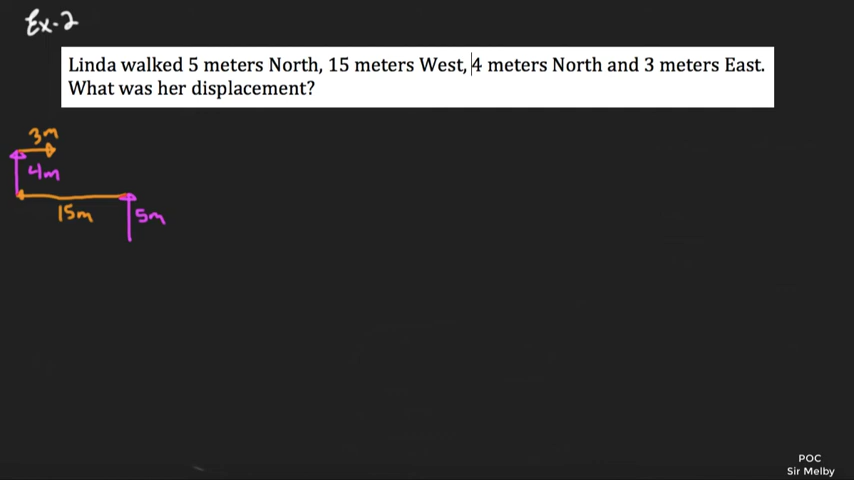 Ex-2
Linda walked 5 meters North, 15 meters West, 4 meters North and 3 meters East.
What was her displacement?
3m
4m
15m
5m
POC
Sir Melby